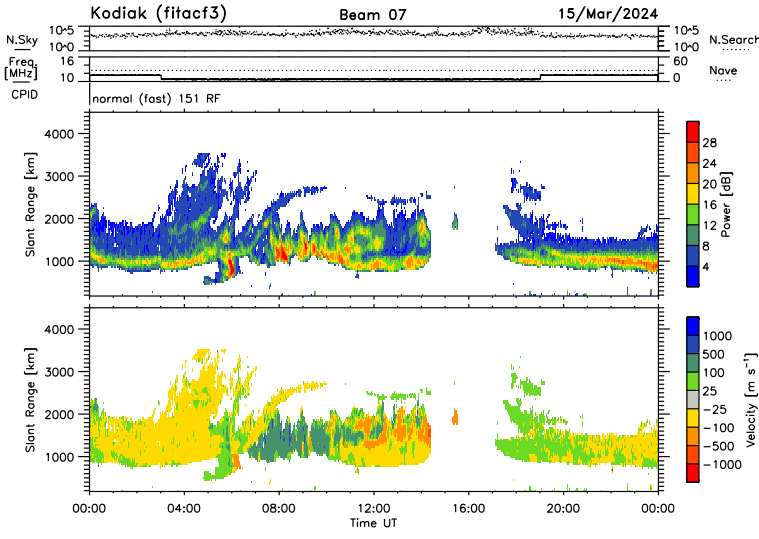 Kodiak (fitacf3) Beam 07 15/Mar/2024
N.Sky 10^5 10^0 10^5 10^0 N.Search
Freq. [MHz] 16 10 60 0 Nave
CPID normal (fast) 151 RF
Slant Range [km] 4000 3000 2000 1000
28 24 20 16 12 8 4 Power [dB]
Slant Range [km] 4000 3000 2000 1000
1000 500 100 25 −25 −100 −500 −1000 Velocity [m s⁻¹]
00:00 04:00 08:00 12:00 16:00 20:00 00:00
Time UT